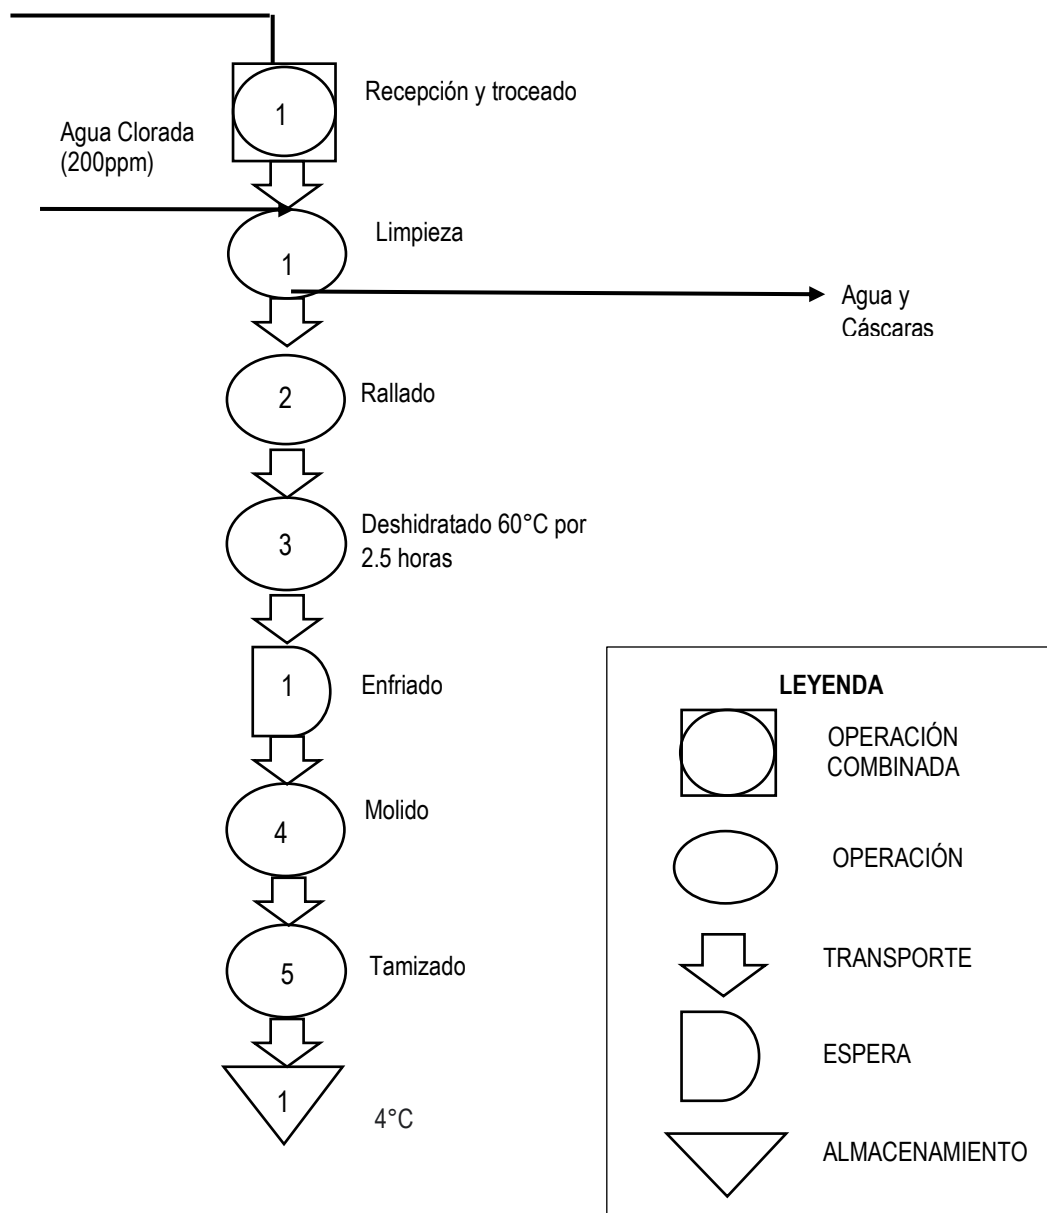 1
Recepción y troceado
Agua Clorada
(200ppm)
1
Limpieza
Agua y
Cáscaras
2
Rallado
3
Deshidratado 60°C por
2.5 horas
1
Enfriado
4
Molido
5
Tamizado
1
4°C
LEYENDA
OPERACIÓN
COMBINADA
OPERACIÓN
TRANSPORTE
ESPERA
ALMACENAMIENTO